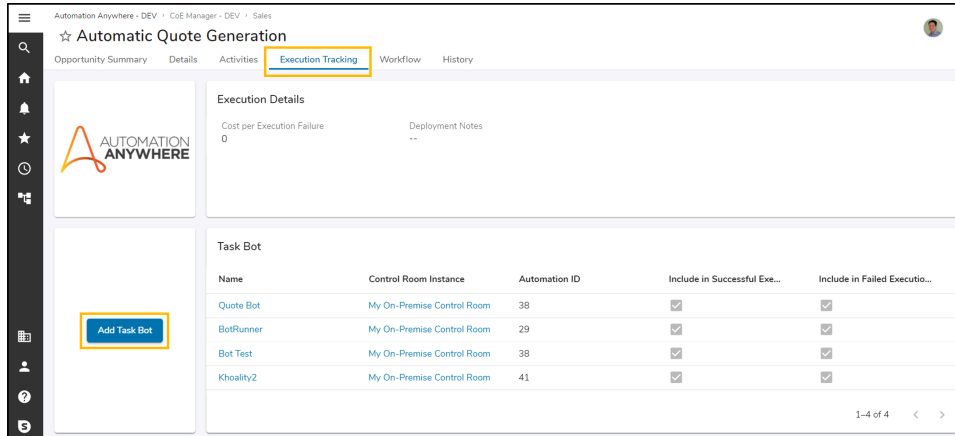 Automation Anywhere - DEV › CoE Manager - DEV › Sales
Automatic Quote Generation
Opportunity Summary Details Activities Execution Tracking Workflow History
AUTOMATION
ANYWHERE
Execution Details
Cost per Execution Failure Deployment Notes
0 --
Add Task Bot
Task Bot
Name Control Room Instance Automation ID Include in Successful Exe... Include in Failed Executio...
Quote Bot My On-Premise Control Room 38
BotRunner My On-Premise Control Room 29
Bot Test My On-Premise Control Room 38
Khoality2 My On-Premise Control Room 41
1–4 of 4 < >